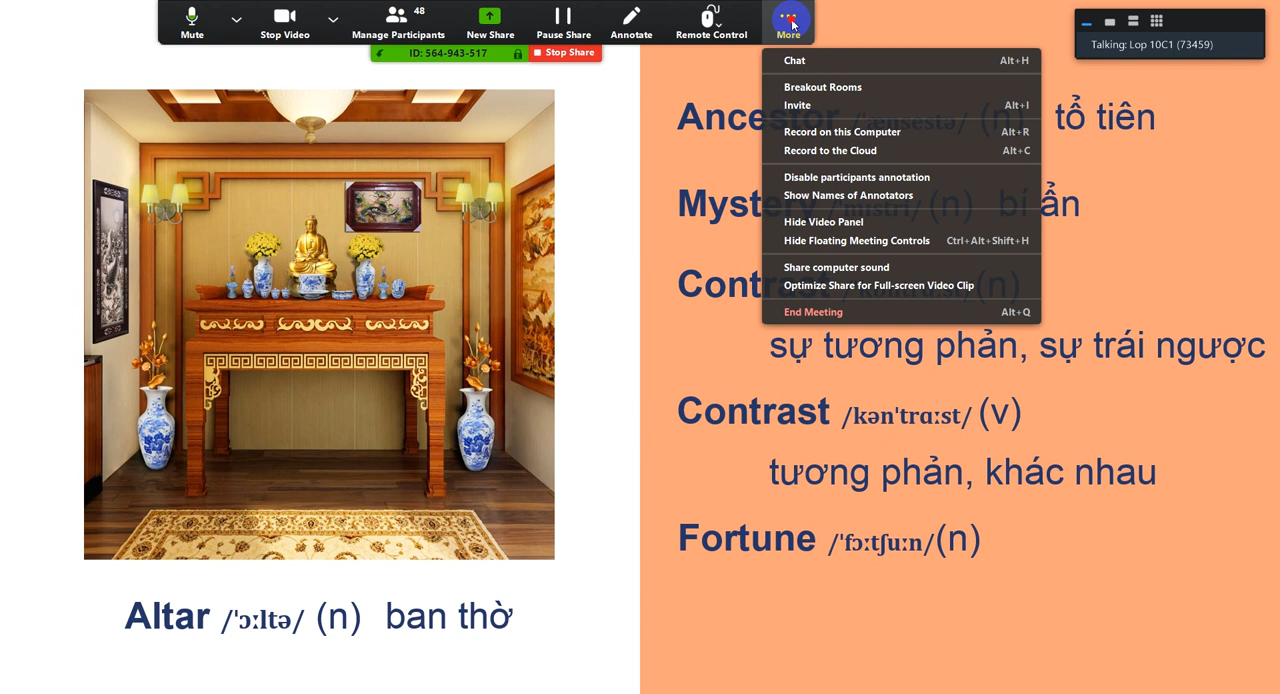 Mute
Stop Video
48
Manage Participants
New Share
Pause Share
Annotate
Remote Control
More
ID: 564-943-517
Stop Share
Talking: Lop 10C1 (73459)
Chat Alt+H
Breakout Rooms
Invite Alt+I
Record on this Computer Alt+R
Record to the Cloud Alt+C
Disable participants annotation
Show Names of Annotators
Hide Video Panel
Hide Floating Meeting Controls Ctrl+Alt+Shift+H
Share computer sound
Optimize Share for Full-screen Video Clip
End Meeting Alt+Q
Ancestor /'ænsestə/ (n) tổ tiên
Mystery /'mɪstri/ (n) bí ẩn
Contrast (n)
sự tương phản, sự trái ngược
Contrast /kən'trɑːst/ (v)
tương phản, khác nhau
Fortune /'fɔːtʃuːn/(n)
Altar /'ɔːltə/ (n) ban thờ